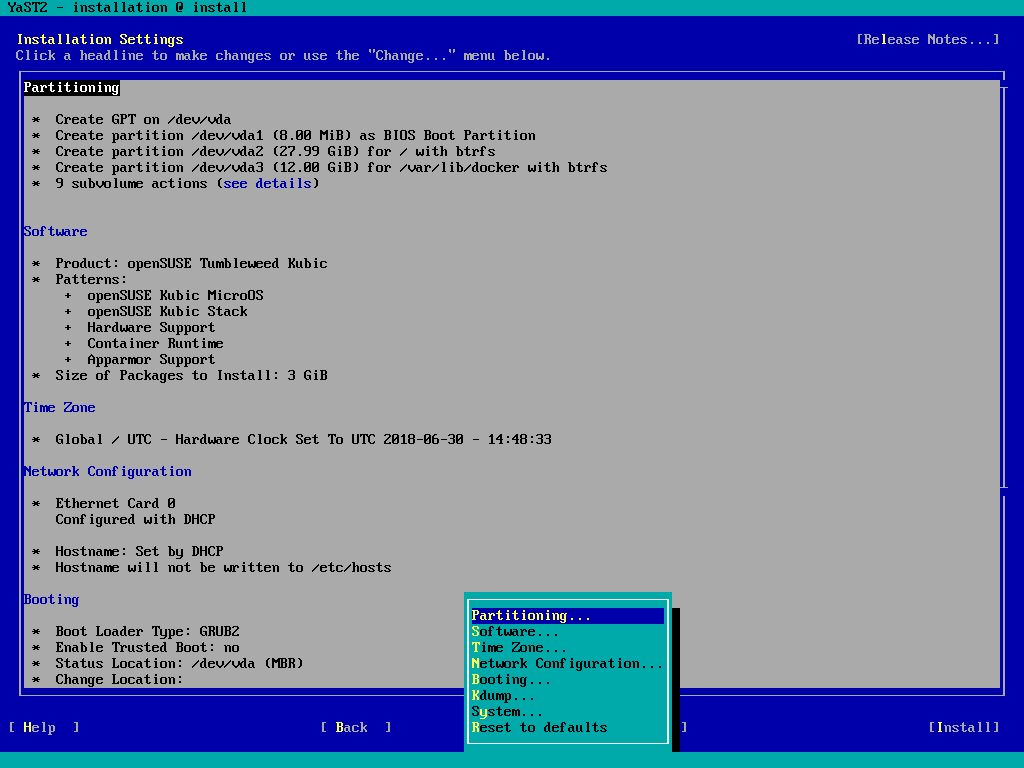 YaST2 - installation @ install
Installation Settings [Release Notes...]
Click a headline to make changes or use the "Change..." menu below.
Partitioning
* Create GPT on /dev/vda
* Create partition /dev/vda1 (8.00 MiB) as BIOS Boot Partition
* Create partition /dev/vda2 (27.99 GiB) for / with btrfs
* Create partition /dev/vda3 (12.00 GiB) for /var/lib/docker with btrfs
* 9 subvolume actions (see details)
Software
* Product: openSUSE Tumbleweed Kubic
* Patterns:
+ openSUSE Kubic MicroOS
+ openSUSE Kubic Stack
+ Hardware Support
+ Container Runtime
+ Apparmor Support
* Size of Packages to Install: 3 GiB
Time Zone
* Global / UTC - Hardware Clock Set To UTC 2018-06-30 - 14:48:33
Network Configuration
* Ethernet Card 0
Configured with DHCP
* Hostname: Set by DHCP
* Hostname will not be written to /etc/hosts
Booting
* Boot Loader Type: GRUB2
* Enable Trusted Boot: no
* Status Location: /dev/vda (MBR)
* Change Location:
Partitioning...
Software...
Time Zone...
Network Configuration...
Booting...
Kdump...
System...
Reset to defaults
[ Help ] [ Back ] ] [Install]